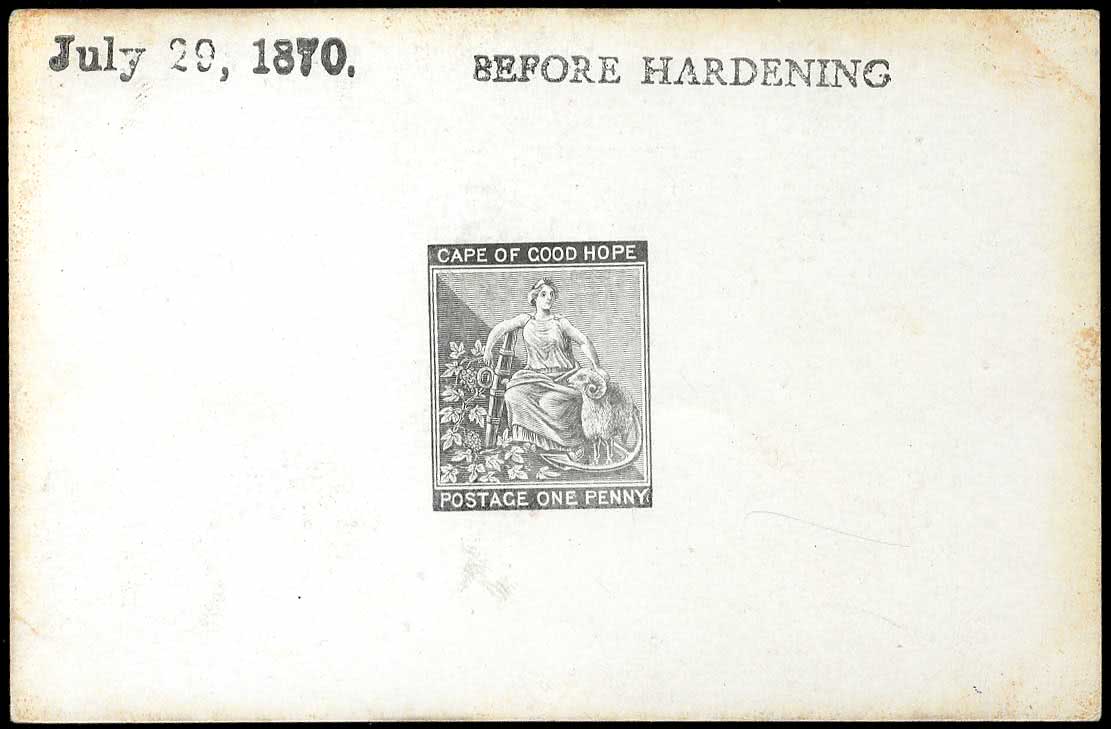 July 29, 1870.
BEFORE HARDENING
CAPE OF GOOD HOPE
POSTAGE ONE PENNY